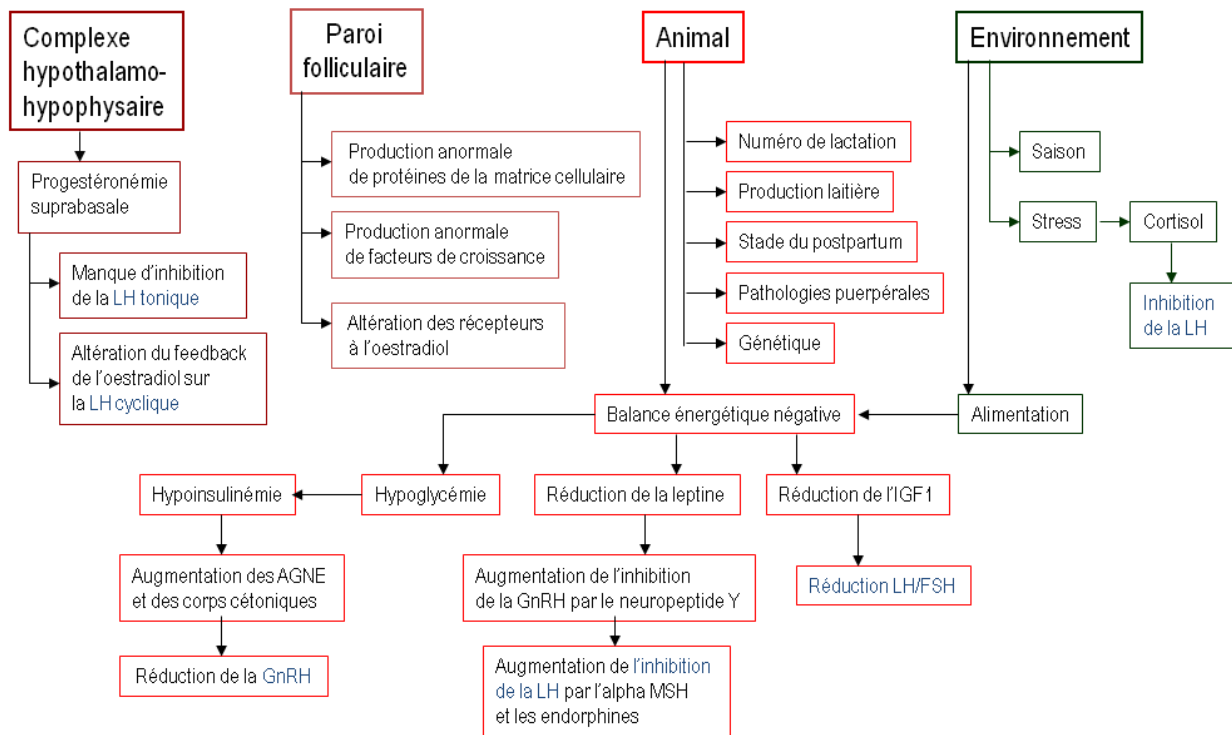 Complexe
hypothalamo-
hypophysaire
Progestéronémie
suprabasale
Manque d'inhibition
de la LH tonique
Altération du feedback
de l'oestradiol sur
la LH cyclique
Paroi
folliculaire
Production anormale
de protéines de la matrice cellulaire
Production anormale
de facteurs de croissance
Altération des récepteurs
à l'oestradiol
Animal
Numéro de lactation
Production laitière
Stade du postpartum
Pathologies puerpérales
Génétique
Environnement
Saison
Stress
Cortisol
Inhibition
de la LH
Alimentation
Balance énergétique négative
Hypoinsulinémie
Hypoglycémie
Réduction de la leptine
Réduction de l'IGF1
Augmentation des AGNE
et des corps cétoniques
Augmentation de l'inhibition
de la GnRH par le neuropeptide Y
Réduction LH/FSH
Réduction de la GnRH
Augmentation de l'inhibition
de la LH par l'alpha MSH
et les endorphines